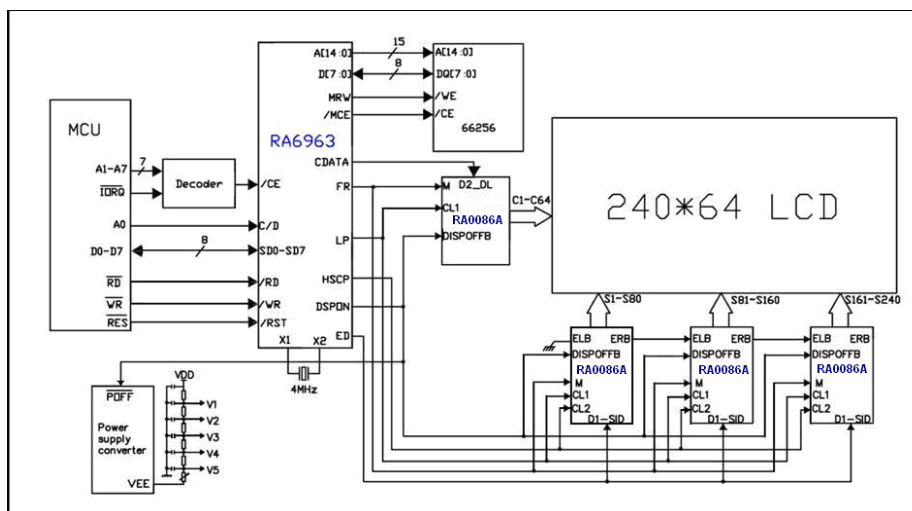 MCU
A1-A7
7
IORQ
A0
D0-D7
8
RD
WR
RES
Decoder
RA6963
A[14:0]
D[7:0]
MRW
/MCE
CDATA
FR
LP
HSCP
DSPON
ED
/CE
C/D
SD0-SD7
/RD
/WR
/RST
X1
X2
4MHz
15
8
A[14:0]
DQ[7:0]
/WE
/CE
66256
D2_DL
M
CL1
RA0086A
DISPOFFB
C1~C64
240*64 LCD
S1~S80
S81~S160
S161~S240
ELB
ERB
DISPOFFB
RA0086A
M
CL1
CL2
D1-SID
ELB
ERB
DISPOFFB
RA0086A
M
CL1
CL2
D1-SID
ELB
ERB
DISPOFFB
RA0086A
M
CL1
CL2
D1-SID
POFF
Power
supply
converter
VEE
VDD
V1
V2
V3
V4
V5